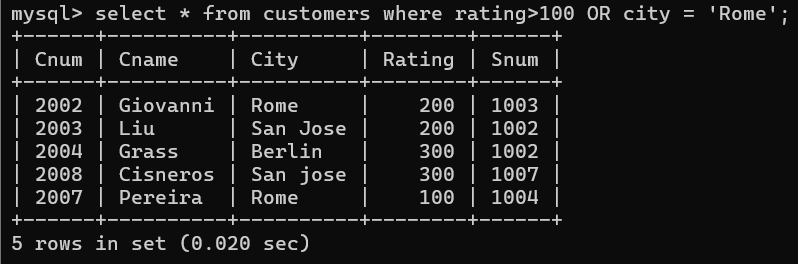 mysql> select * from customers where rating>100 OR city = 'Rome';
+------+----------+----------+--------+------+
| Cnum | Cname    | City     | Rating | Snum |
+------+----------+----------+--------+------+
| 2002 | Giovanni | Rome     |    200 | 1003 |
| 2003 | Liu      | San Jose |    200 | 1002 |
| 2004 | Grass    | Berlin   |    300 | 1002 |
| 2008 | Cisneros | San jose |    300 | 1007 |
| 2007 | Pereira  | Rome     |    100 | 1004 |
+------+----------+----------+--------+------+
5 rows in set (0.020 sec)